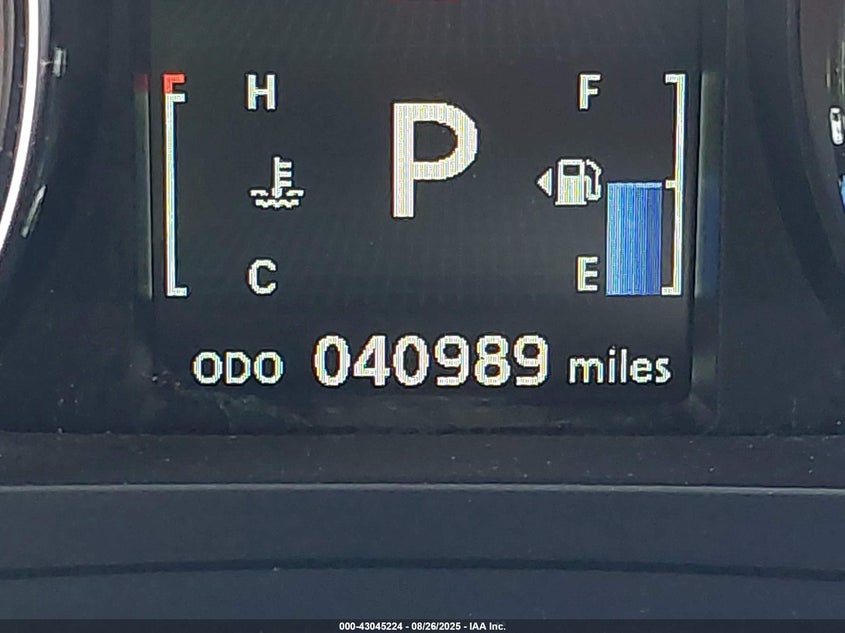 H F
P
C E
ODO 040989 miles
000-43045224 - 08/26/2025 - IAA Inc.